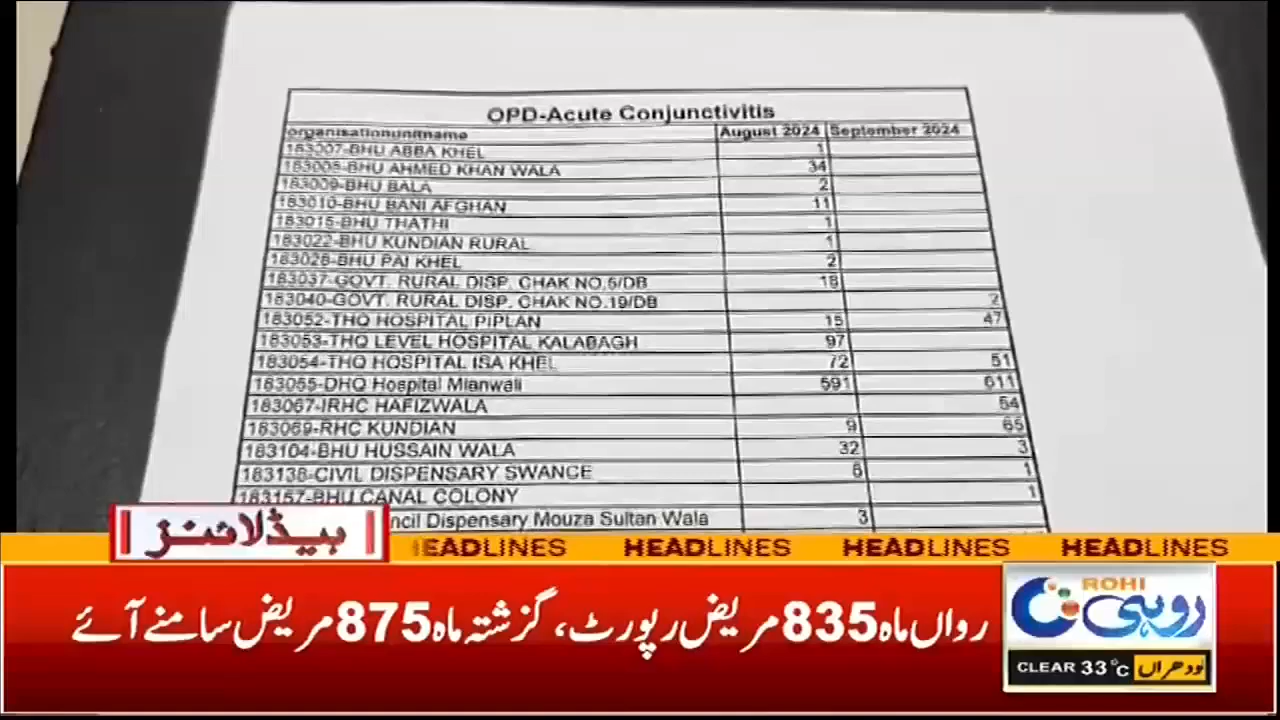 OPD-Acute Conjunctivitis
organisationunitname August 2024 September 2024
183007-BHU ABBA KHEL 1
183008-BHU AHMED KHAN WALA 34
183009-BHU BALA 2
183010-BHU BANI AFGHAN 11
183015-BHU THATHI 1
183022-BHU KUNDIAN RURAL 1
183028-BHU PAI KHEL 2
183037-GOVT. RURAL DISP. CHAK NO.5/DB 18
183040-GOVT. RURAL DISP. CHAK NO.19/DB 2
183052-THQ HOSPITAL PIPLAN 15 47
183053-THQ LEVEL HOSPITAL KALABAGH 97
183054-THQ HOSPITAL ISA KHEL 72 51
183055-DHQ Hospital Mianwali 591 611
183067-IRHC HAFIZWALA 54
183069-RHC KUNDIAN 9 65
183104-BHU HUSSAIN WALA 32 3
183138-CIVIL DISPENSARY SWANCE 6 1
183157-BHU CANAL COLONY 1
ncil Dispensary Mouza Sultan Wala 3
ہیڈلائنز
HEADLINES HEADLINES HEADLINES HEADLINES
رواں ماہ 835 مریض رپورٹ، گزشتہ ماہ 875 مریض سامنے آئے
ROHI
روہی
CLEAR 33°C لودھراں